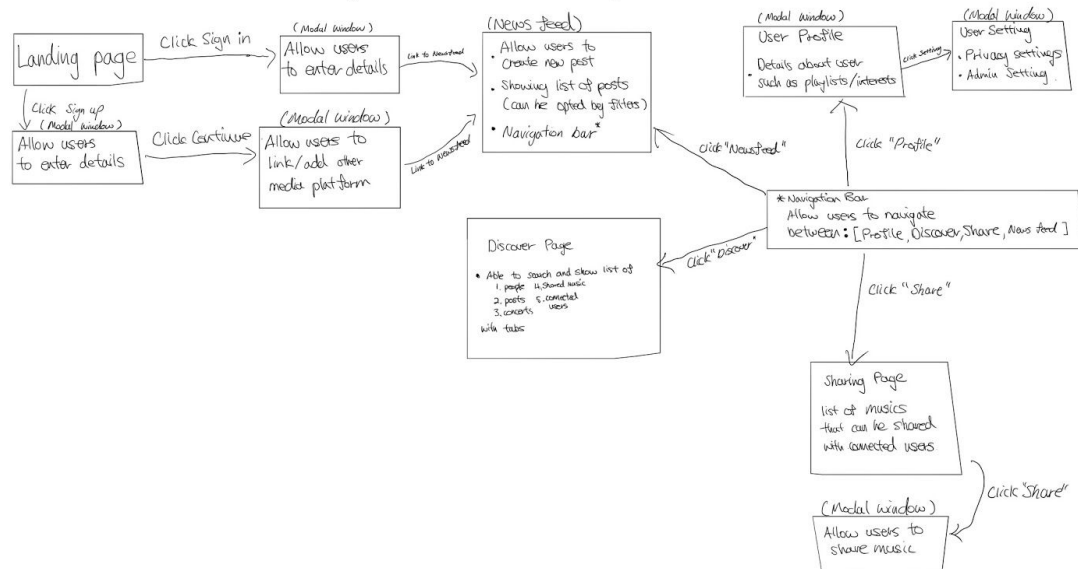 Landing page
Click Sign in
(Modal window)
Allow users
to enter details
Link to Newsfeed
Click Sign up
(Modal window)
Allow users
to enter details
Click Continue
(Modal window)
Allow users to
link/add other
media platform
Link to Newsfeed
(News feed)
• Allow users to
create new post
• Showing list of posts
(can be opted by filters)
• Navigation bar*
(Modal window)
User Profile
Details about user
• such as playlists/interests
Click Setting
(Modal window)
User Setting
• Privacy settings
• Admin Setting.
Click "Newsfeed"
Click "Profile"
* Navigation Bar
Allow users to navigate
between: [Profile, Discover, Share, News feed]
Click "Discover"
Discover Page
• Able to search and show list of
1. people 4. shared music
2. posts 5. connected
3. concerts users
with tabs
Click "Share"
Sharing Page
list of musics
that can be shared
with connected users
Click "Share"
(Modal window)
Allow users to
share music